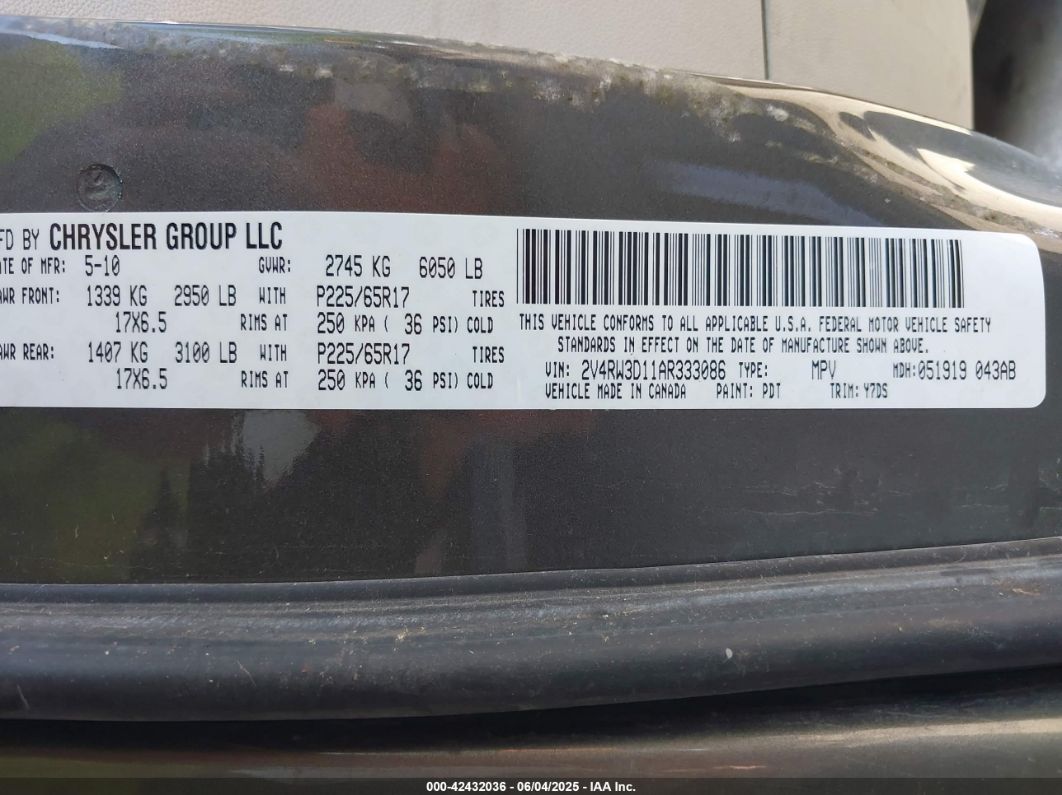 FD BY CHRYSLER GROUP LLC
TE OF MFR: 5-10 GVWR: 2745 KG 6050 LB
AWR FRONT: 1339 KG 2950 LB WITH P225/65R17 TIRES
17X6.5 RIMS AT 250 KPA ( 36 PSI) COLD
AWR REAR: 1407 KG 3100 LB WITH P225/65R17 TIRES
17X6.5 RIMS AT 250 KPA ( 36 PSI) COLD
THIS VEHICLE CONFORMS TO ALL APPLICABLE U.S.A. FEDERAL MOTOR VEHICLE SAFETY
STANDARDS IN EFFECT ON THE DATE OF MANUFACTURE SHOWN ABOVE.
VIN: 2V4RW3D11AR333086 TYPE: MPV MDH:051919 043AB
VEHICLE MADE IN CANADA PAINT: PDT TRIM: Y7DS
000-42432036 - 06/04/2025 - IAA Inc.